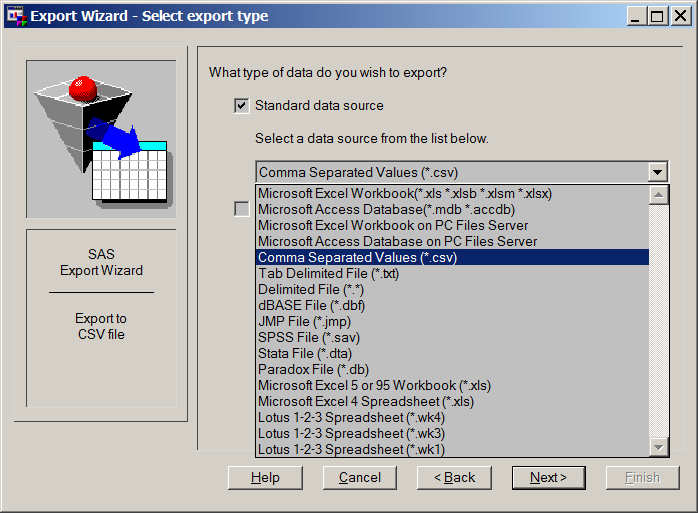 Export Wizard - Select export type
What type of data do you wish to export?
Standard data source
Select a data source from the list below.
Comma Separated Values (*.csv)
Microsoft Excel Workbook(*.xls *.xlsb *.xlsm *.xlsx)
Microsoft Access Database(*.mdb *.accdb)
Microsoft Excel Workbook on PC Files Server
Microsoft Access Database on PC Files Server
Comma Separated Values (*.csv)
Tab Delimited File (*.txt)
Delimited File (*.*)
dBASE File (*.dbf)
JMP File (*.jmp)
SPSS File (*.sav)
Stata File (*.dta)
Paradox File (*.db)
Microsoft Excel 5 or 95 Workbook (*.xls)
Microsoft Excel 4 Spreadsheet (*.xls)
Lotus 1-2-3 Spreadsheet (*.wk4)
Lotus 1-2-3 Spreadsheet (*.wk3)
Lotus 1-2-3 Spreadsheet (*.wk1)
SAS
Export Wizard
Export to
CSV file
Help
Cancel
< Back
Next >
Finish